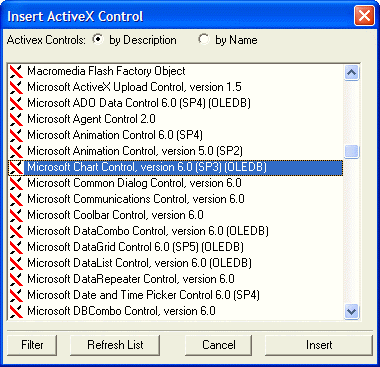 Insert ActiveX Control
Activex Controls: by Description by Name
Macromedia Flash Factory Object
Microsoft ActiveX Upload Control, version 1.5
Microsoft ADO Data Control 6.0 (SP4) (OLEDB)
Microsoft Agent Control 2.0
Microsoft Animation Control 6.0 (SP4)
Microsoft Animation Control, version 5.0 (SP2)
Microsoft Chart Control, version 6.0 (SP3) (OLEDB)
Microsoft Common Dialog Control, version 6.0
Microsoft Communications Control, version 6.0
Microsoft Coolbar Control, version 6.0
Microsoft DataCombo Control, version 6.0 (OLEDB)
Microsoft DataGrid Control 6.0 (SP5) (OLEDB)
Microsoft DataList Control, version 6.0 (OLEDB)
Microsoft DataRepeater Control, version 6.0
Microsoft Date and Time Picker Control 6.0 (SP4)
Microsoft DBCombo Control, version 6.0
Filter Refresh List Cancel Insert